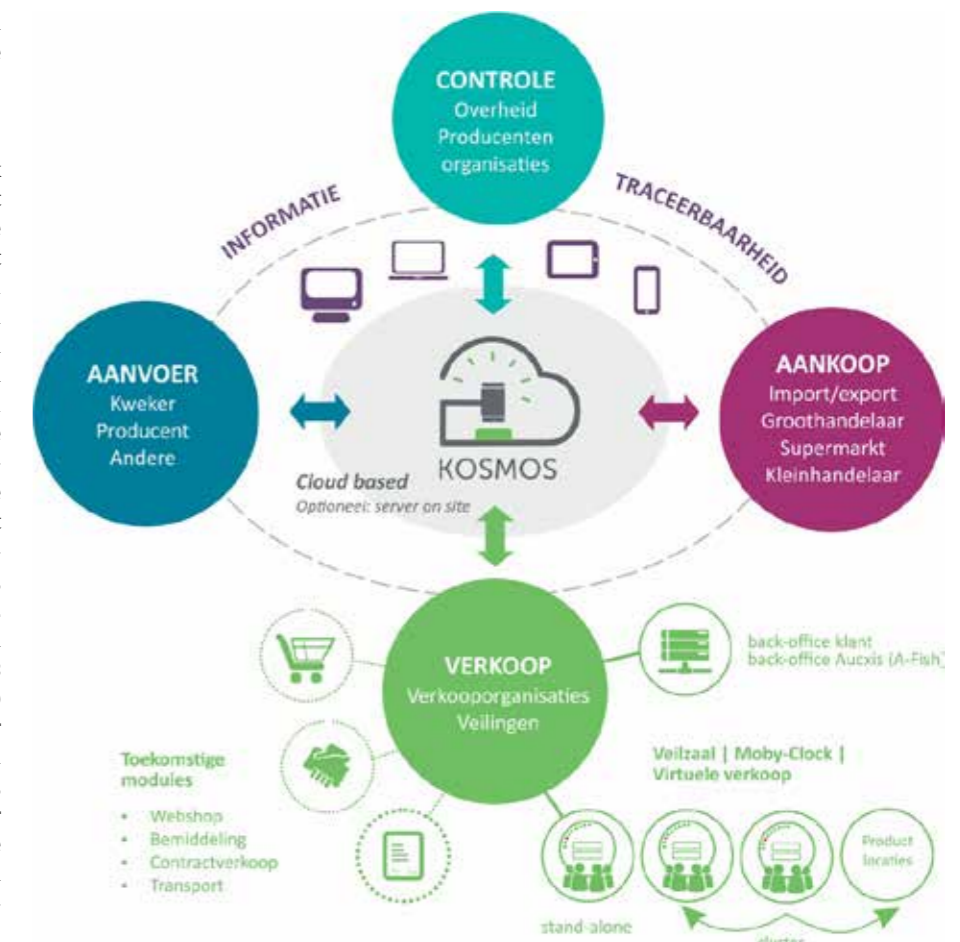 CONTROLE
Overheid
Producenten
organisaties
INFORMATIE
TRACEERBAARHEID
AANVOER
Kweker
Producent
Andere
KOSMOS
Cloud based
Optioneel: server on site
AANKOOP
Import/export
Groothandelaar
Supermarkt
Kleinhandelaar
VERKOOP
Verkooporganisaties
Veilingen
back-office klant
back-office Aucxis (A-Fish)
Toekomstige
modules
• Webshop
• Bemiddeling
• Contractverkoop
• Transport
Veilzaal | Moby-Clock |
Virtuele verkoop
Product
locaties
stand-alone